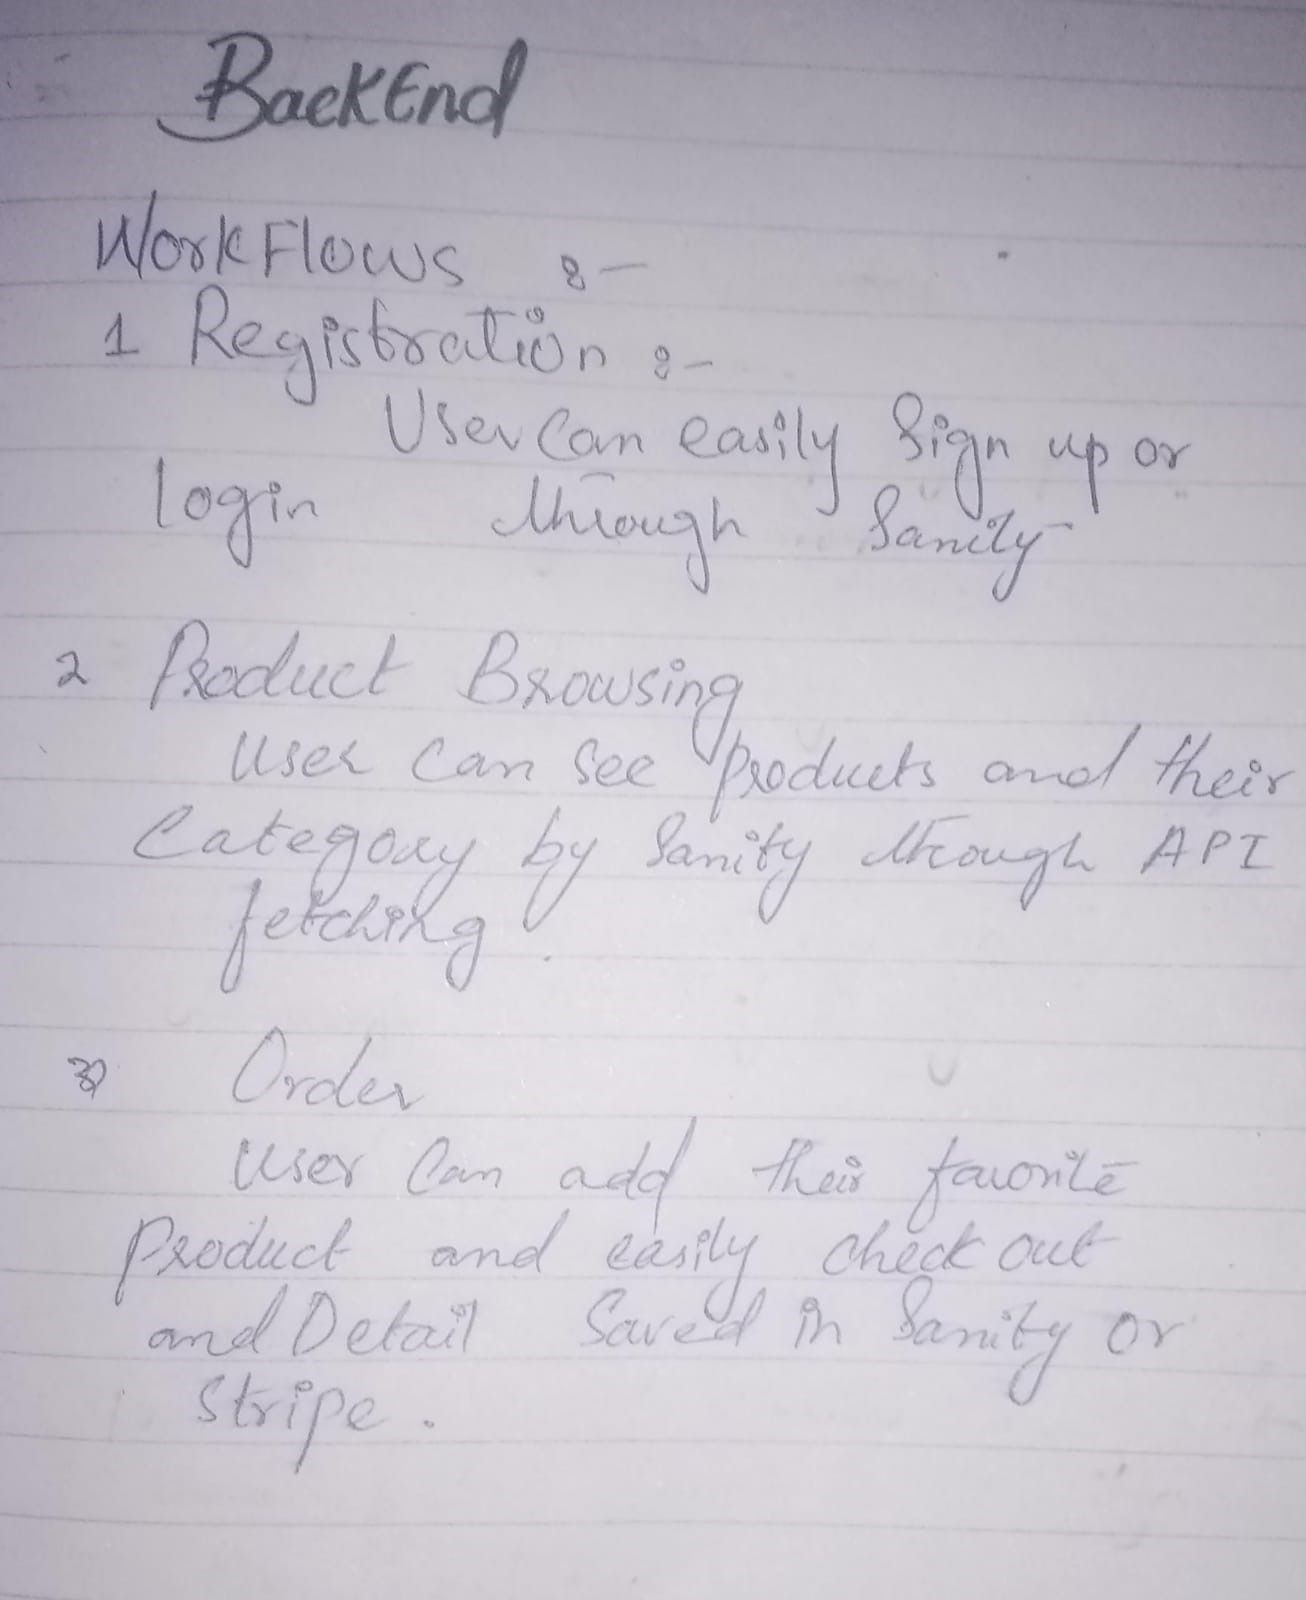 BackEnd
WorkFlows :-
1 Registration :-
User Can easily Sign up or
login through Sanity
2 Product Browsing
User Can See products and their
Category by Sanity through API
fetching.
3 Order
User Can add their favorite
Product and easily check out
and Detail Saved in Sanity or
Stripe.